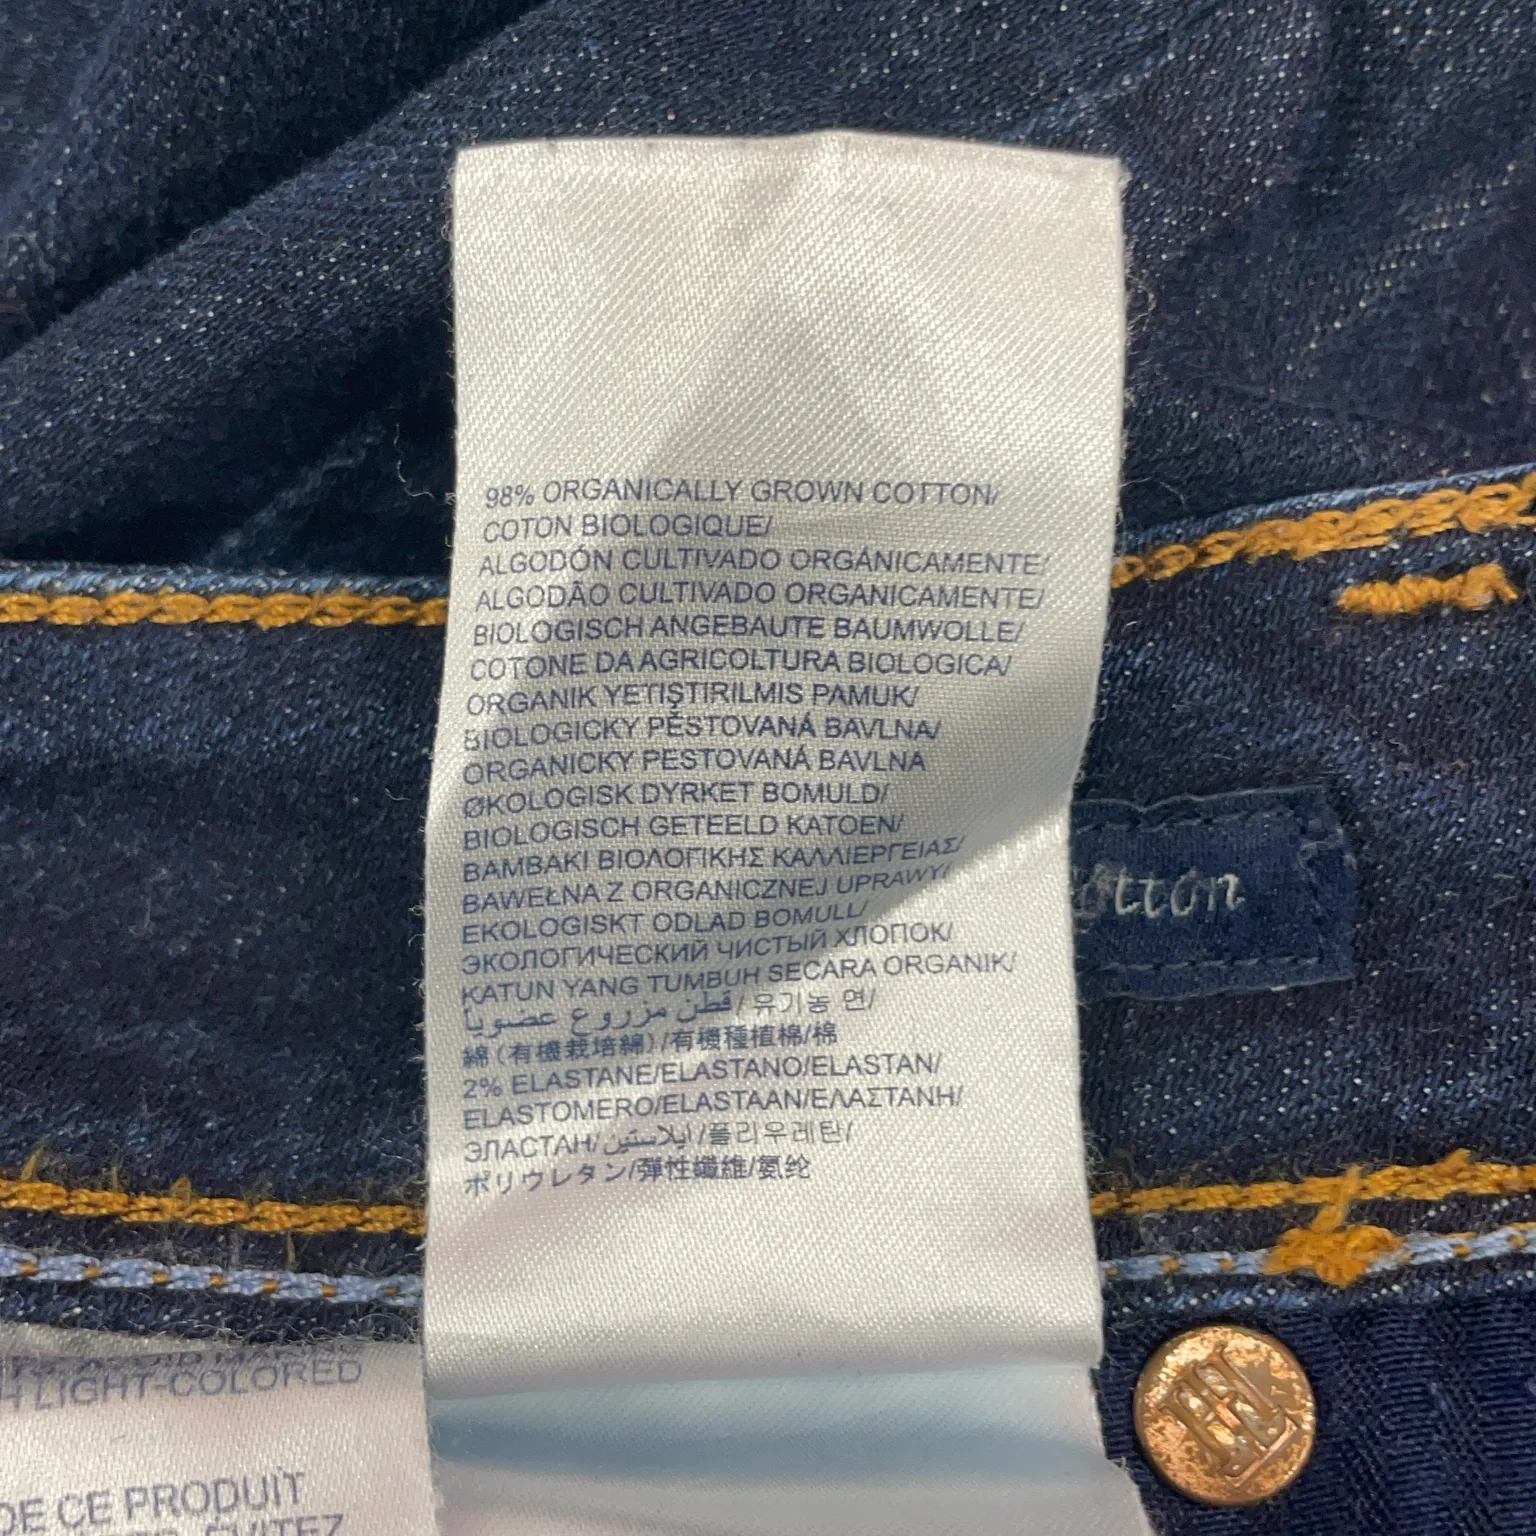 98% ORGANICALLY GROWN COTTON/
COTON BIOLOGIQUE/
ALGODÓN CULTIVADO ORGÁNICAMENTE/
ALGODÃO CULTIVADO ORGANICAMENTE/
BIOLOGISCH ANGEBAUTE BAUMWOLLE/
COTONE DA AGRICOLTURA BIOLOGICA/
ORGANIK YETIŞTIRILMIS PAMUK/
BIOLOGICKY PĚSTOVANÁ BAVLNA/
ORGANICKY PESTOVANÁ BAVLNA
ØKOLOGISK DYRKET BOMULD/
BIOLOGISCH GETEELD KATOEN/
ΒΑΜΒΑΚΙ ΒΙΟΛΟΓΙΚΗΣ ΚΑΛΛΙΕΡΓΕΙΑΣ/
BAWEŁNA Z ORGANICZNEJ UPRAWY/
EKOLOGISKT ODLAD BOMULL/
ЭКОЛОГИЧЕСКИЙ ЧИСТЫЙ ХЛОПОК/
KATUN YANG TUMBUH SECARA ORGANIK/
قطن مزروع عضوياً/유기농 면/
綿(有機栽培綿)/有機種植棉/棉
2% ELASTANE/ELASTANO/ELASTAN/
ELASTOMERO/ELASTAAN/ΕΛΑΣΤΑΝΗ/
ЭЛАСТАН/ايلاستين/폴리우레탄/
ポリウレタン/彈性纖維/氨纶
otton
LIGHT-COLORED
DE CE PRODUIT
ÉVITEZ